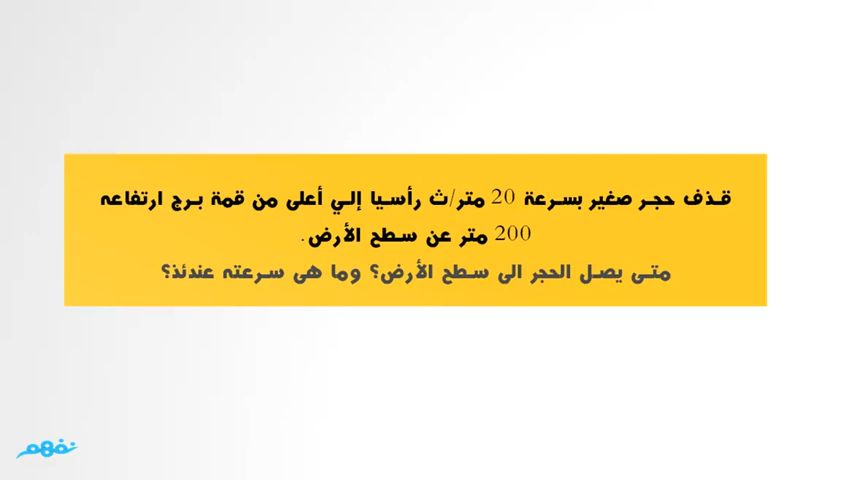 قذف حجر صغير بسرعة 20 متر/ث رأسيا إلي أعلى من قمة برج ارتفاعه
200 متر عن سطح الأرض.
متى يصل الحجر الى سطح الأرض؟ وما هى سرعته عندئذ؟
نفهم